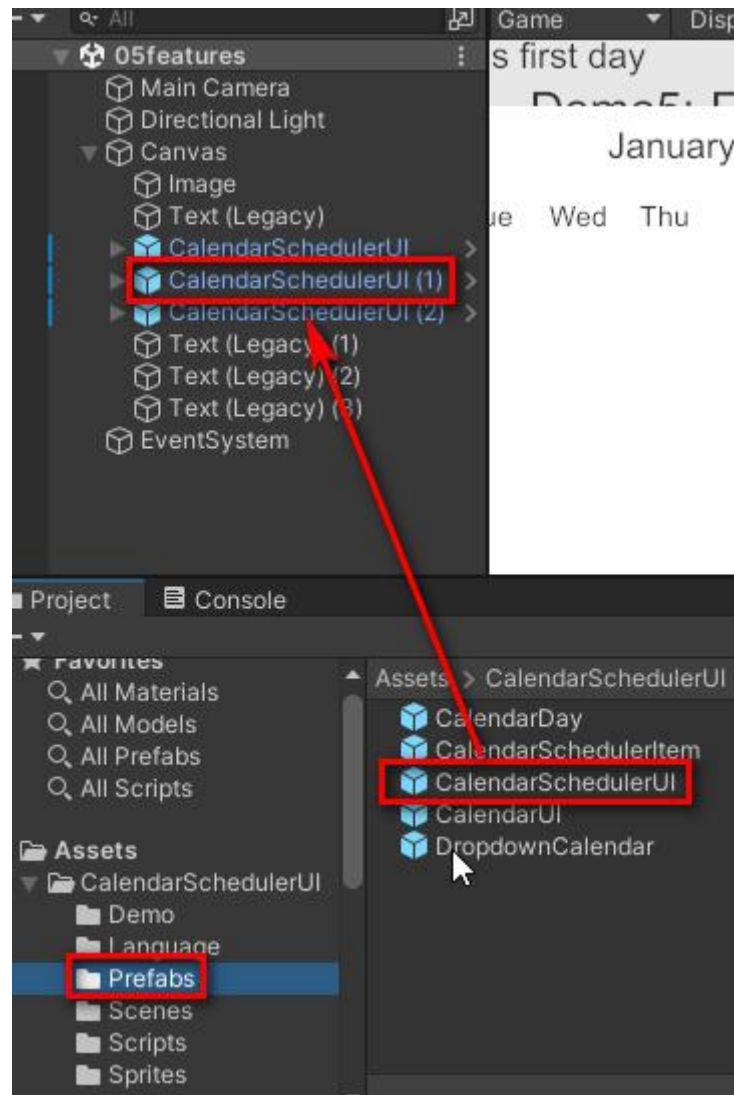 All
Game
05features
s first day
Main Camera
Directional Light
Canvas
January
Image
Text (Legacy)
Wed Thu
CalendarSchedulerUI
CalendarSchedulerUI (1)
CalendarSchedulerUI (2)
Text (Legacy) (1)
Text (Legacy) (2)
Text (Legacy) (3)
EventSystem
Project
Console
Favorites
All Materials
All Models
All Prefabs
All Scripts
Assets
CalendarSchedulerUI
Demo
Language
Prefabs
Scenes
Scripts
Sprites
Assets > CalendarSchedulerUI
CalendarDay
CalendarSchedulerItem
CalendarSchedulerUI
CalendarUI
DropdownCalendar